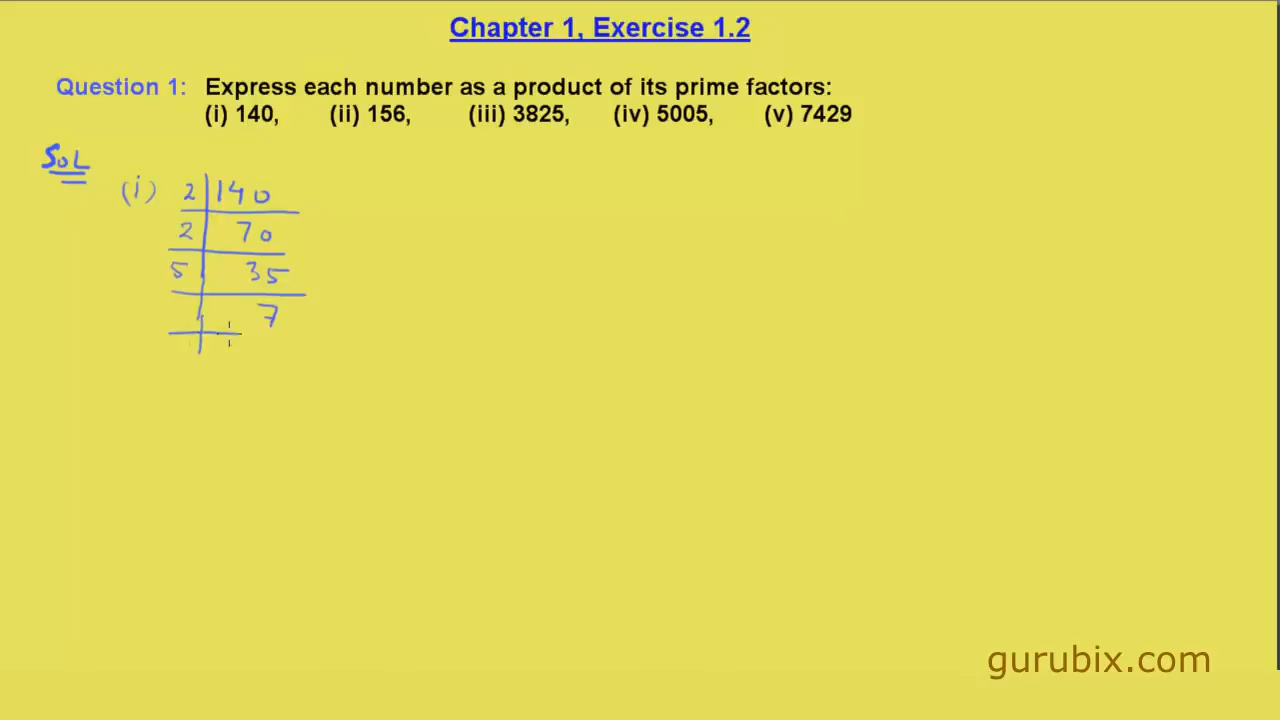 Chapter 1, Exercise 1.2
Question 1: Express each number as a product of its prime factors:
(i) 140, (ii) 156, (iii) 3825, (iv) 5005, (v) 7429
SOL
(i) 2 140
2 70
5 35
7
gurubix.com